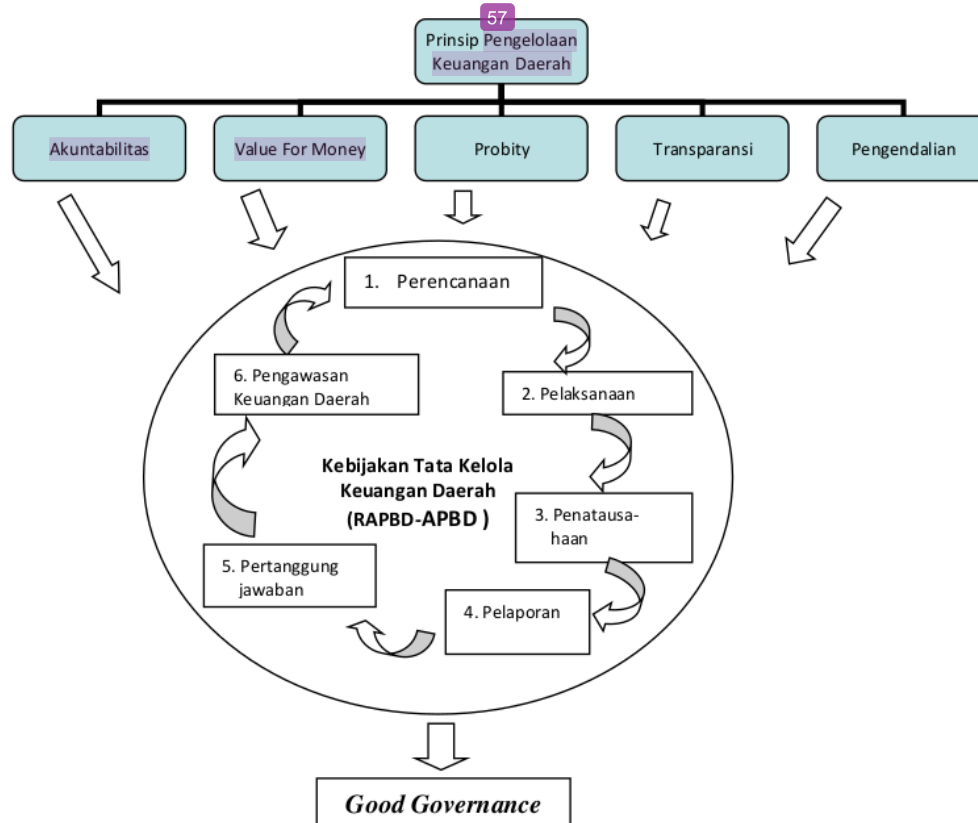 57
Prinsip Pengelolaan
Keuangan Daerah
Akuntabilitas
Value For Money
Probity
Transparansi
Pengendalian
1. Perencanaan
6. Pengawasan
Keuangan Daerah
2. Pelaksanaan
Kebijakan Tata Kelola
Keuangan Daerah
(RAPBD-APBD )
3. Penatausa-
haan
5. Pertanggung
jawaban
4. Pelaporan
Good Governance